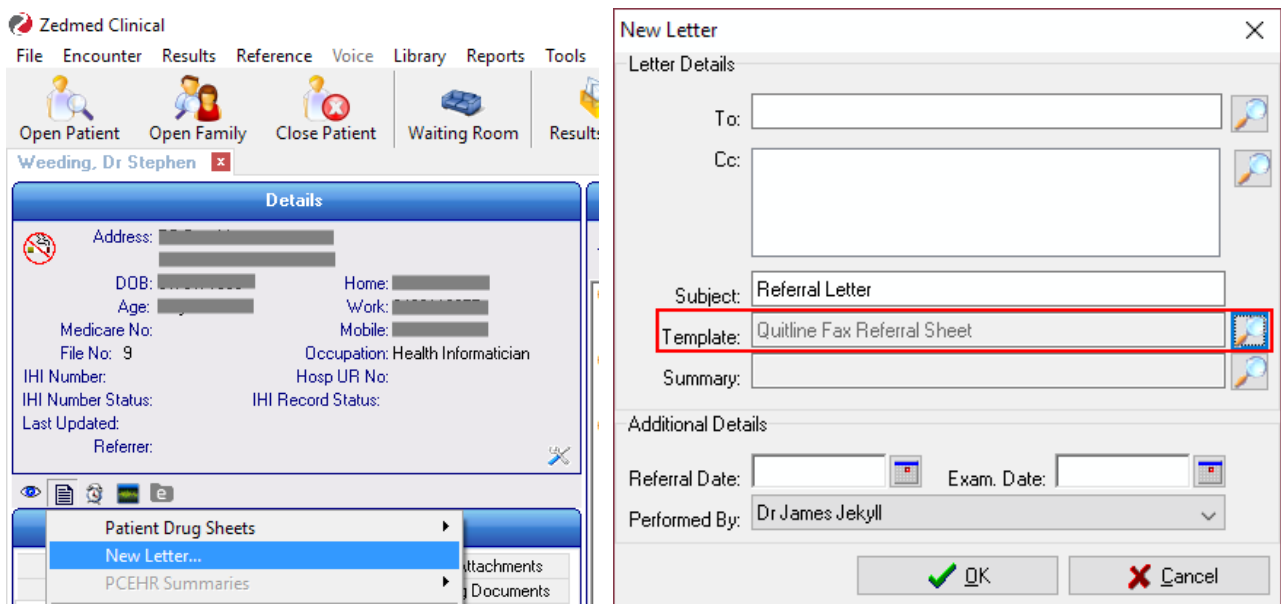 Zedmed Clinical
File Encounter Results Reference Voice Library Reports Tools
Open Patient Open Family Close Patient Waiting Room Results
Weeding, Dr Stephen
Details
Address:
DOB: Home:
Age: Work:
Medicare No: Mobile:
File No: 9 Occupation: Health Informatician
IHI Number: Hosp UR No:
IHI Number Status: IHI Record Status:
Last Updated:
Referrer:
Patient Drug Sheets
New Letter... Attachments
PCEHR Summaries Documents
New Letter
Letter Details
To:
Cc:
Subject: Referral Letter
Template: Quitline Fax Referral Sheet
Summary:
Additional Details
Referral Date: Exam. Date:
Performed By: Dr James Jekyll
OK Cancel